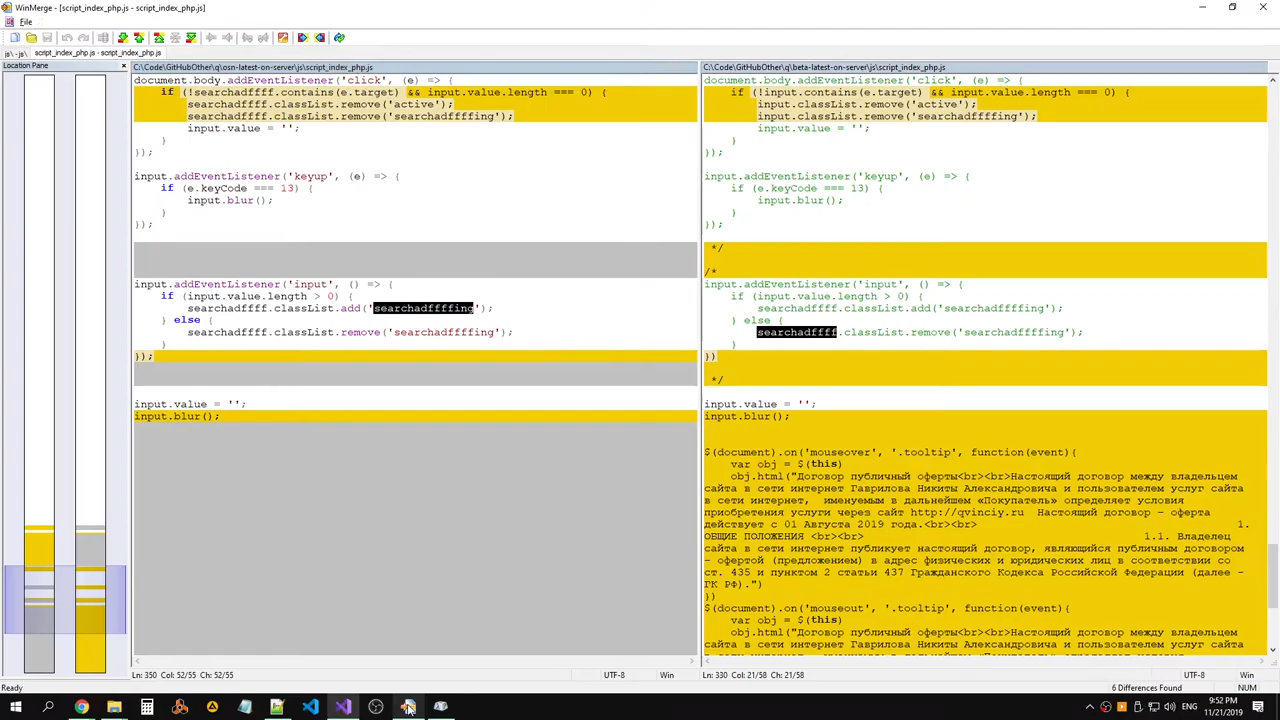 WinMerge - [script_index_php.js - script_index_php.js]
File
js\ - js\
script_index_php.js - script_index_php.js
Location Pane
C:\Code\GitHubOther\q\osn-latest-on-server\js\script_index_php.js
document.body.addEventListener('click', (e) => {
if (!searchadffff.contains(e.target) && input.value.length === 0) {
searchadffff.classList.remove('active');
searchadffff.classList.remove('searchadffffing');
input.value = '';
}
});
input.addEventListener('keyup', (e) => {
if (e.keyCode === 13) {
input.blur();
}
});
input.addEventListener('input', () => {
if (input.value.length > 0) {
searchadffff.classList.add('searchadffffing');
} else {
searchadffff.classList.remove('searchadffffing');
}
});
input.value = '';
input.blur();
C:\Code\GitHubOther\q\beta-latest-on-server\js\script_index_php.js
document.body.addEventListener('click', (e) => {
if (!input.contains(e.target) && input.value.length === 0) {
input.classList.remove('active');
input.classList.remove('searchadffffing');
input.value = '';
}
});
input.addEventListener('keyup', (e) => {
if (e.keyCode === 13) {
input.blur();
}
});
*/
/*
input.addEventListener('input', () => {
if (input.value.length > 0) {
searchadffff.classList.add('searchadffffing');
} else {
searchadffff.classList.remove('searchadffffing');
}
})
*/
input.value = '';
input.blur();
$(document).on('mouseover', '.tooltip', function(event){
var obj = $(this)
obj.html("Договор публичный оферты<br><br>Настоящий договор между владельцем
сайта в сети интернет Гаврилова Никиты Александровича и пользователем услуг сайта
в сети интернет, именуемым в дальнейшем «Покупатель» определяет условия
приобретения услуги через сайт http://qvinciy.ru Настоящий договор – оферта
действует с 01 Августа 2019 года.<br><br> 1.
ОБЩИЕ ПОЛОЖЕНИЯ <br><br> 1.1. Владелец
сайта в сети интернет публикует настоящий договор, являющийся публичным договором
– офертой (предложением) в адрес физических и юридических лиц в соответствии со
ст. 435 и пунктом 2 статьи 437 Гражданского Кодекса Российской Федерации (далее –
ГК РФ).")
})
$(document).on('mouseout', '.tooltip', function(event){
var obj = $(this)
obj.html("Договор публичный оферты<br><br>Настоящий договор между владельцем
сайта в сети интернет Гаврилова Никиты Александровича и пользователем услуг сайта
Ln: 350 Col: 52/55 Ch: 52/55 UTF-8 Win
Ln: 330 Col: 21/58 Ch: 21/58 UTF-8 Win
Ready
6 Differences Found
NUM
ENG
9:52 PM
11/21/2019